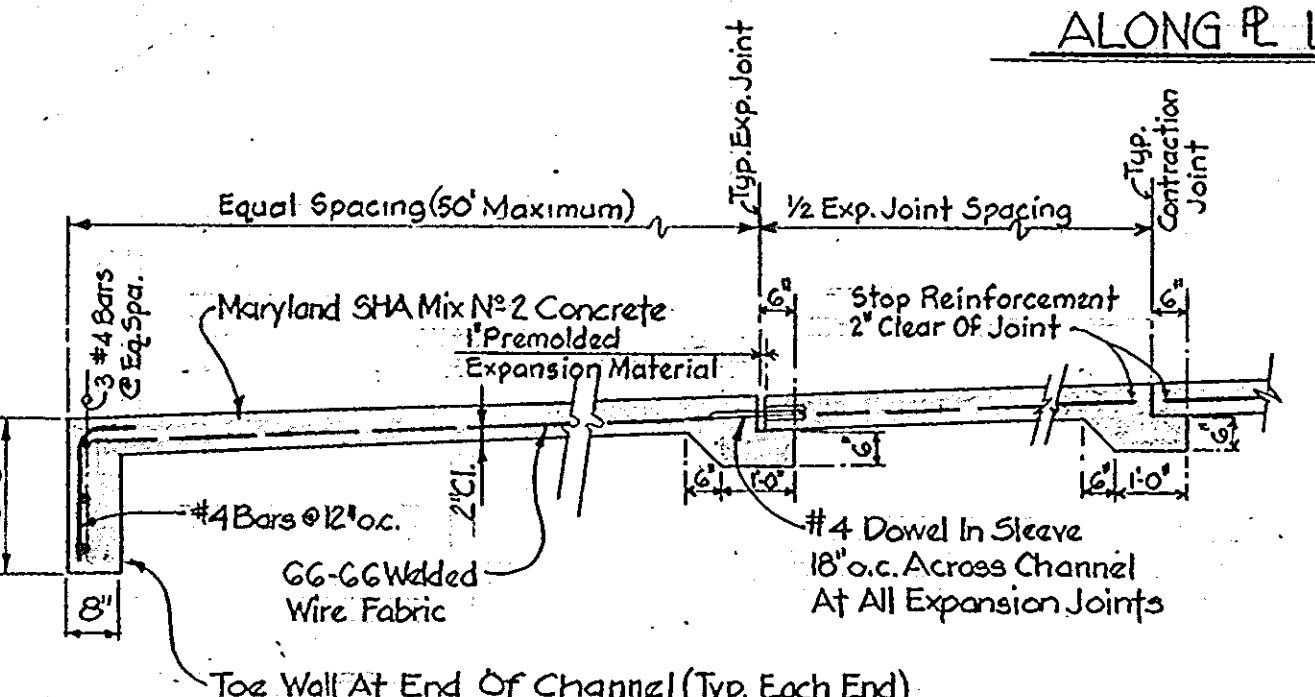 ALONG ⅊
Typ. Exp. Joint
Typ.
Contraction
Joint
Equal Spacing (50' Maximum)
½ Exp. Joint Spacing
3 #4 Bars
@ Eq. Spa.
Maryland SHA Mix Nº 2 Concrete
1" Premolded
Expansion Material
6"
Stop Reinforcement
2" Clear Of Joint
6"
2" Cl.
6"
6"
6"
1'-0"
6"
1'-0"
#4 Bars @ 12" o.c.
66-66 Welded
Wire Fabric
#4 Dowel In Sleeve
18" o.c. Across Channel
At All Expansion Joints
8"
Toe Wall At End Of Channel (Typ. Each End)